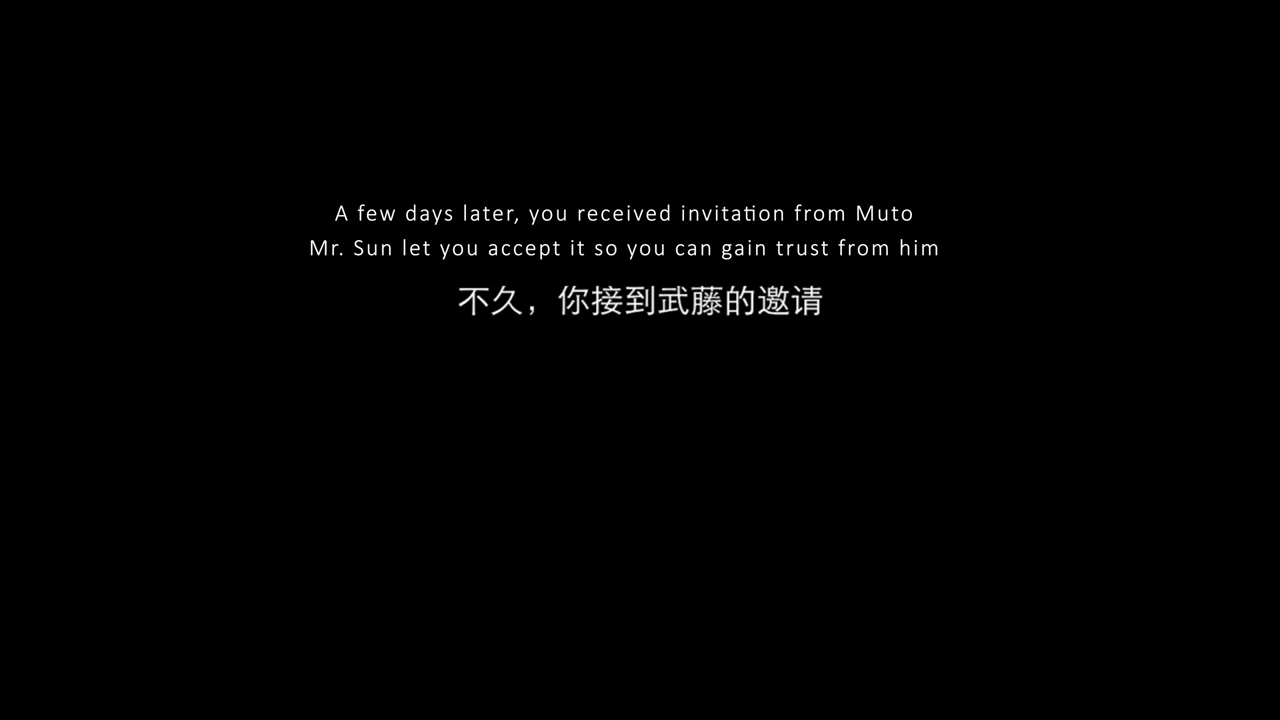 A few days later, you received invitation from Muto
Mr. Sun let you accept it so you can gain trust from him
不久，你接到武藤的邀请